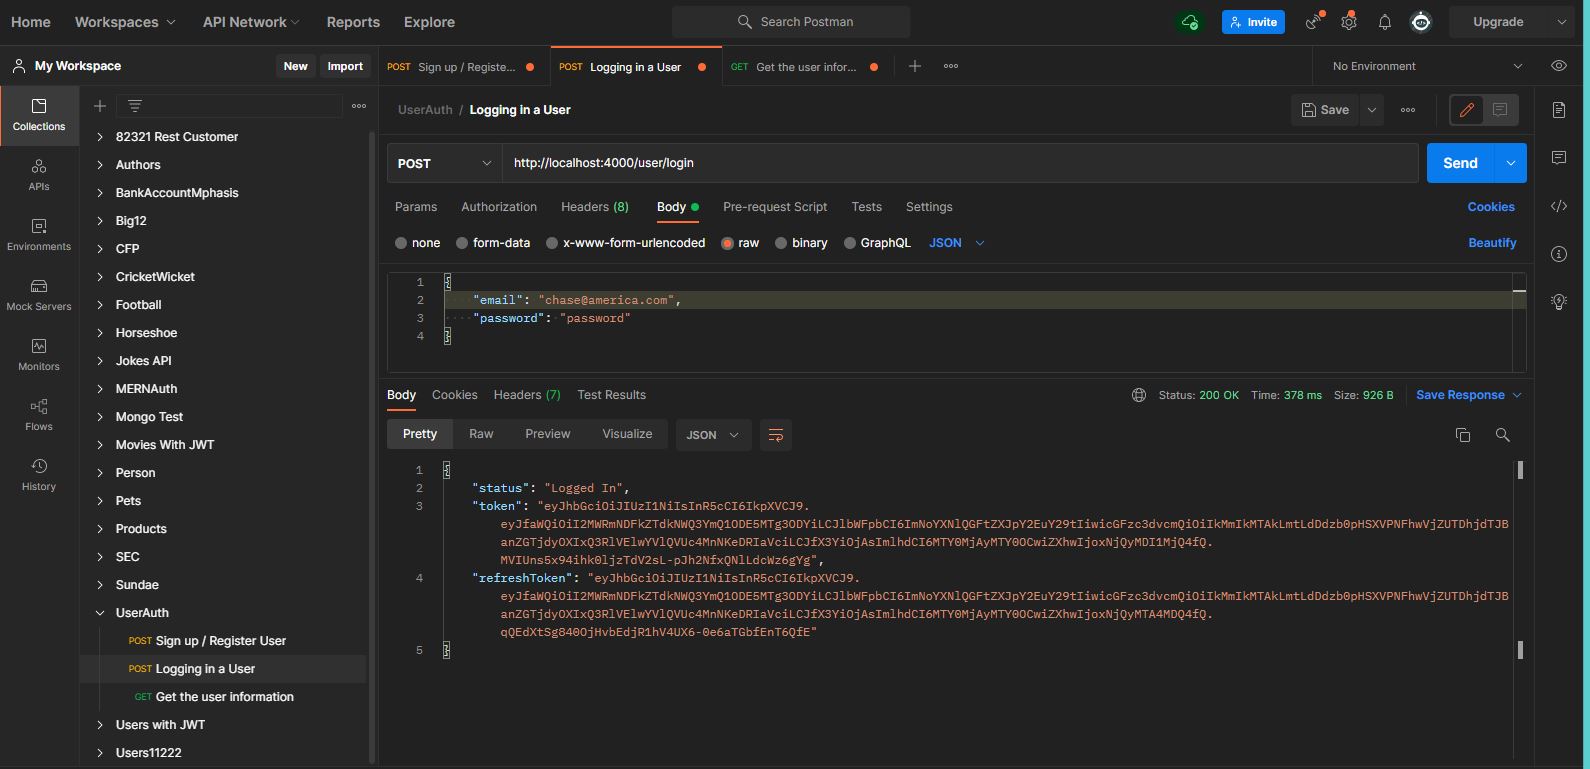 Home Workspaces API Network Reports Explore Search Postman Invite Upgrade
My Workspace New Import
POST Sign up / Registe... POST Logging in a User GET Get the user infor... No Environment
Collections
APIs
Environments
Mock Servers
Monitors
Flows
History
82321 Rest Customer
Authors
BankAccountMphasis
Big12
CFP
CricketWicket
Football
Horseshoe
Jokes API
MERNAuth
Mongo Test
Movies With JWT
Person
Pets
Products
SEC
Sundae
UserAuth
POST Sign up / Register User
POST Logging in a User
GET Get the user information
Users with JWT
Users11222
UserAuth / Logging in a User Save
POST http://localhost:4000/user/login Send
Params Authorization Headers (8) Body Pre-request Script Tests Settings Cookies
none form-data x-www-form-urlencoded raw binary GraphQL JSON Beautify
1 {
2 "email": "chase@america.com",
3 "password": "password"
4 }
Body Cookies Headers (7) Test Results Status: 200 OK Time: 378 ms Size: 926 B Save Response
Pretty Raw Preview Visualize JSON
1 {
2 "status": "Logged In",
3 "token": "eyJhbGciOiJIUzI1NiIsInR5cCI6IkpXVCJ9.
eyJfaWQiOiI2MWRmNDFkZTdkNWQ3YmQ1ODE5MTg3ODYiLCJlbWFpbCI6ImNoYXNlQGFtZXJpY2EuY29tIiwicGFzc3dvcmQiOiIkMmIkMTAkLmtLdDdzb0pHSXVPNFhwVjZUTDhjdTJB
anZGTjdyOXIxQ3RlVElwYVlQVUc4MnNKeDRIaVciLCJfX3YiOjAsImlhdCI6MTY0MjAyMTY0OCwiZXhwIjoxNjQyMDI1MjQ4fQ.
MVIUns5x94ihk0ljzTdV2sL-pJh2NfxQNlLdcWz6gYg",
4 "refreshToken": "eyJhbGciOiJIUzI1NiIsInR5cCI6IkpXVCJ9.
eyJfaWQiOiI2MWRmNDFkZTdkNWQ3YmQ1ODE5MTg3ODYiLCJlbWFpbCI6ImNoYXNlQGFtZXJpY2EuY29tIiwicGFzc3dvcmQiOiIkMmIkMTAkLmtLdDdzb0pHSXVPNFhwVjZUTDhjdTJB
anZGTjdyOXIxQ3RlVElwYVlQVUc4MnNKeDRIaVciLCJfX3YiOjAsImlhdCI6MTY0MjAyMTY0OCwiZXhwIjoxNjQyMTA4MDQ4fQ.
qQEdXtSg840OjHvbEdjR1hV4UX6-0e6aTGbfEnT6QfE"
5 }